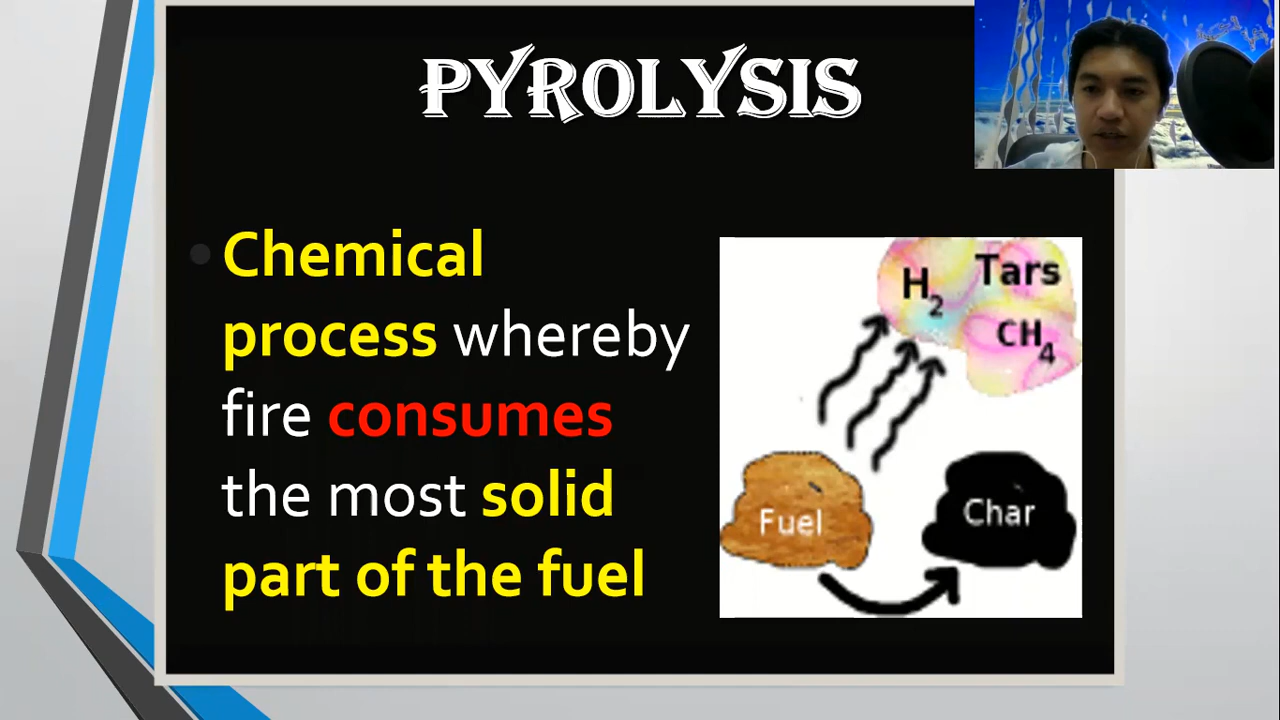 PYROLYSIS
Chemical
process whereby
fire consumes
the most solid
part of the fuel
H2 Tars
CH4
Fuel
Char